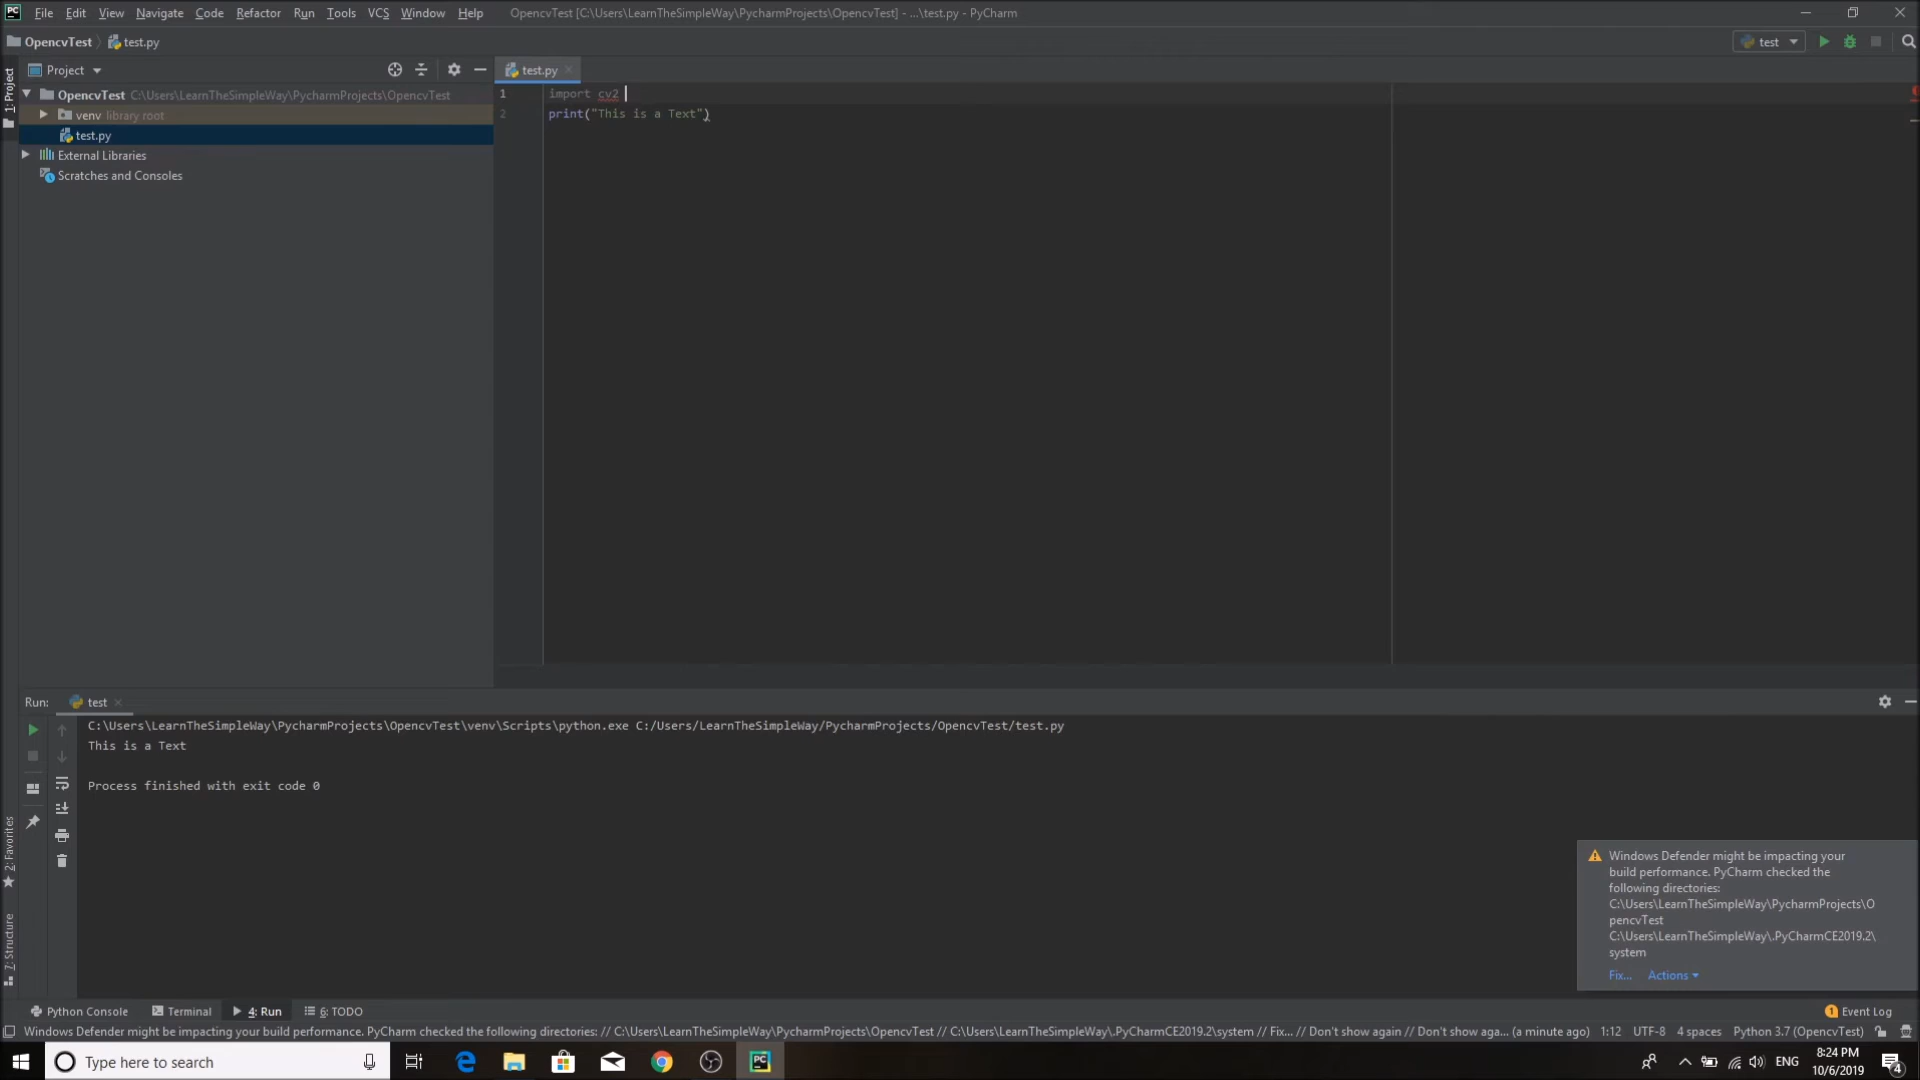 PC File Edit View Navigate Code Refactor Run Tools VCS Window Help OpencvTest [C:\Users\LearnTheSimpleWay\PycharmProjects\OpencvTest] - ...\test.py - PyCharm
OpencvTest test.py test
1: Project
Project
test.py
OpencvTest C:\Users\LearnTheSimpleWay\PycharmProjects\OpencvTest
venv library root
test.py
External Libraries
Scratches and Consoles
1 import cv2
2 print("This is a Text")
Run: test
C:\Users\LearnTheSimpleWay\PycharmProjects\OpencvTest\venv\Scripts\python.exe C:/Users/LearnTheSimpleWay/PycharmProjects/OpencvTest/test.py
This is a Text
Process finished with exit code 0
2: Favorites
7: Structure
Windows Defender might be impacting your
build performance. PyCharm checked the
following directories:
C:\Users\LearnTheSimpleWay\PycharmProjects\O
pencvTest
C:\Users\LearnTheSimpleWay\.PyCharmCE2019.2\
system
Fix... Actions
Python Console Terminal 4: Run 6: TODO 1 Event Log
Windows Defender might be impacting your build performance. PyCharm checked the following directories: // C:\Users\LearnTheSimpleWay\PycharmProjects\OpencvTest // C:\Users\LearnTheSimpleWay\.PyCharmCE2019.2\system // Fix... // Don't show again // Don't show aga... (a minute ago) 1:12 UTF-8 4 spaces Python 3.7 (OpencvTest)
Type here to search PC ENG 8:24 PM
10/6/2019 4